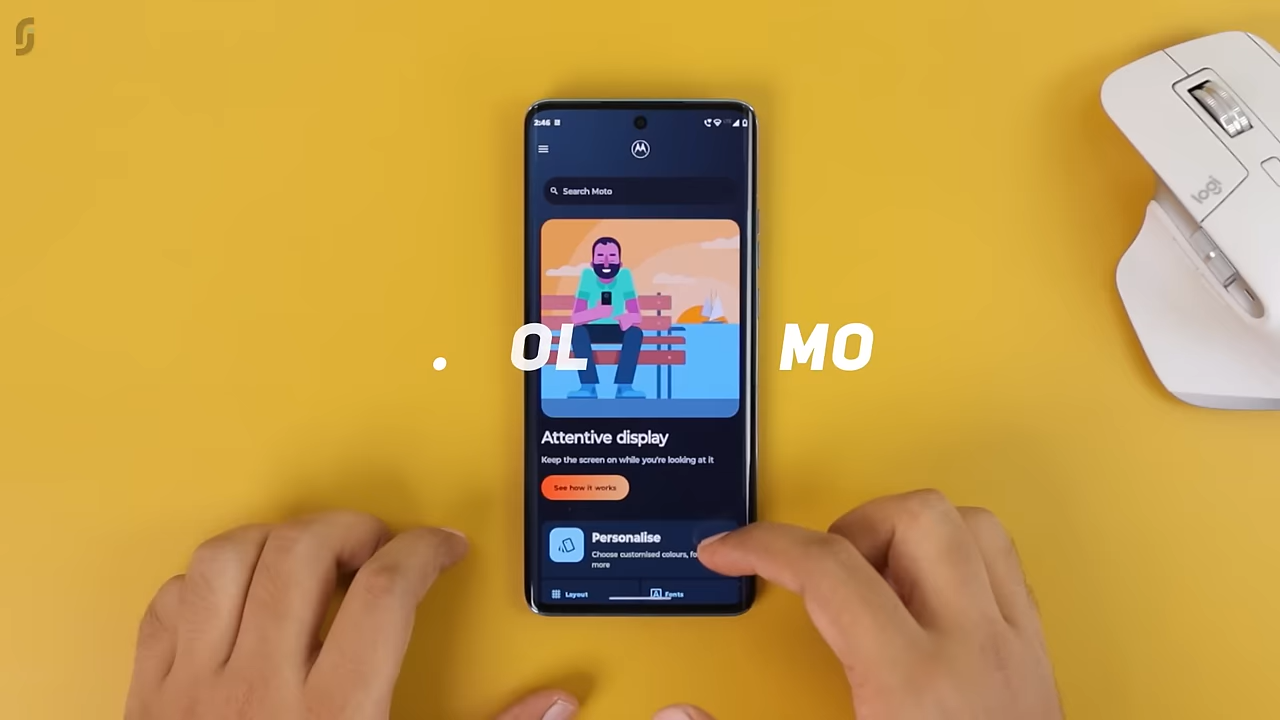 2:46
Search Moto
logi
. OL MO
Attentive display
Keep the screen on while you're looking at it
See how it works
Personalise
Choose customised colours, fo
more
Layout
Fonts